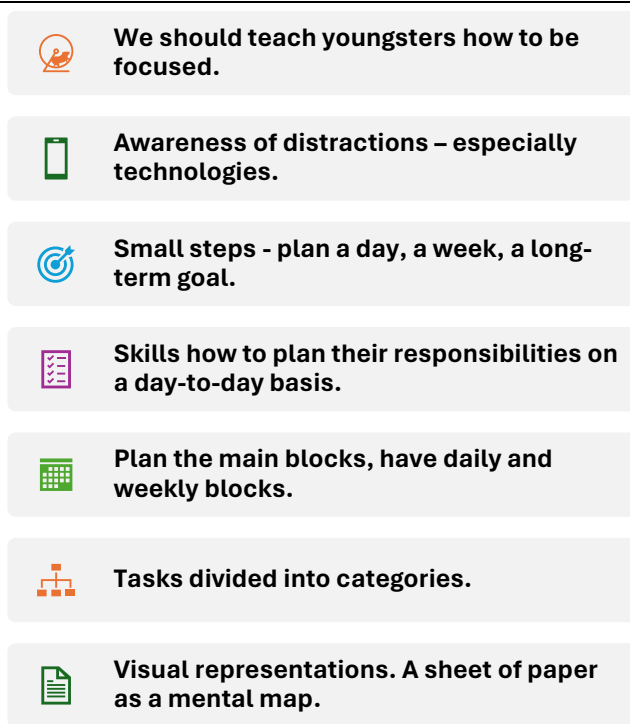 We should teach youngsters how to be
focused.
Awareness of distractions – especially
technologies.
Small steps - plan a day, a week, a long-
term goal.
Skills how to plan their responsibilities on
a day-to-day basis.
Plan the main blocks, have daily and
weekly blocks.
Tasks divided into categories.
Visual representations. A sheet of paper
as a mental map.